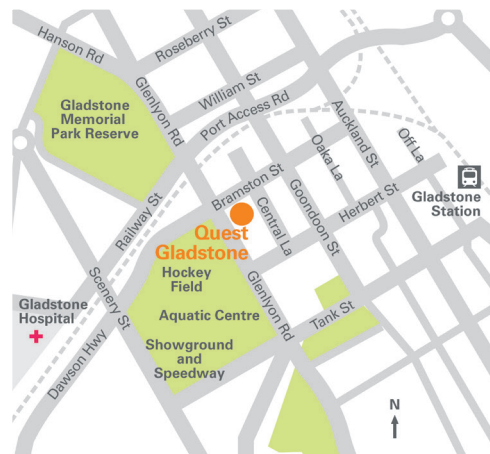 Hanson Rd
Roseberry St
Glenlyon Rd
William St
Port Access Rd
Gladstone
Memorial
Park Reserve
Auckland St
Oaka La
Off La
Bramston St
Railway St
Goondoon St
Herbert St
Gladstone
Station
Central La
Quest
Gladstone
Hockey
Field
Scenery St
Gladstone
Hospital
Aquatic Centre
Glenlyon Rd
Tank St
Showground
and
Speedway
Dawson Hwy
N